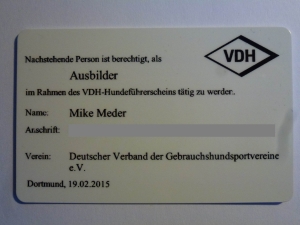 VDH
Nachstehende Person ist berechtigt, als
Ausbilder
im Rahmen des VDH-Hundeführerscheins tätig zu werden.
Name: Mike Meder
Anschrift:
Verein: Deutscher Verband der Gebrauchshundsportvereine
e.V.
Dortmund, 19.02.2015